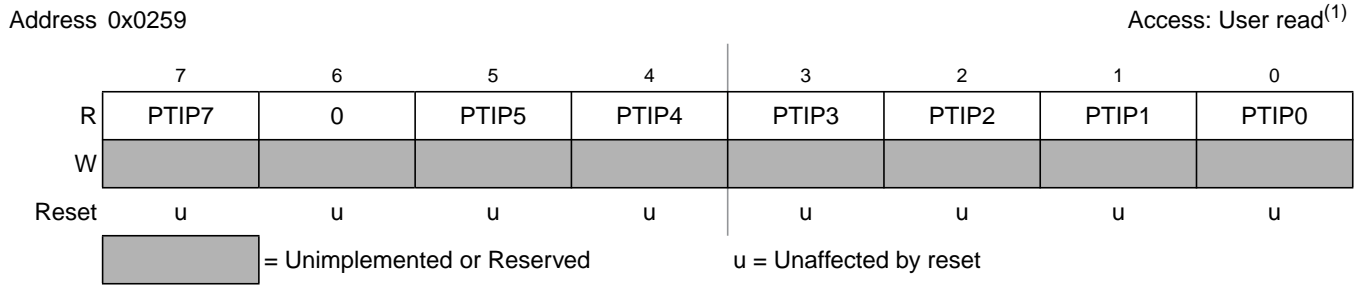 Address 0x0259 Access: User read(1)
7 6 5 4 3 2 1 0
R PTIP7 0 PTIP5 PTIP4 PTIP3 PTIP2 PTIP1 PTIP0
W
Reset u u u u u u u u
= Unimplemented or Reserved u = Unaffected by reset